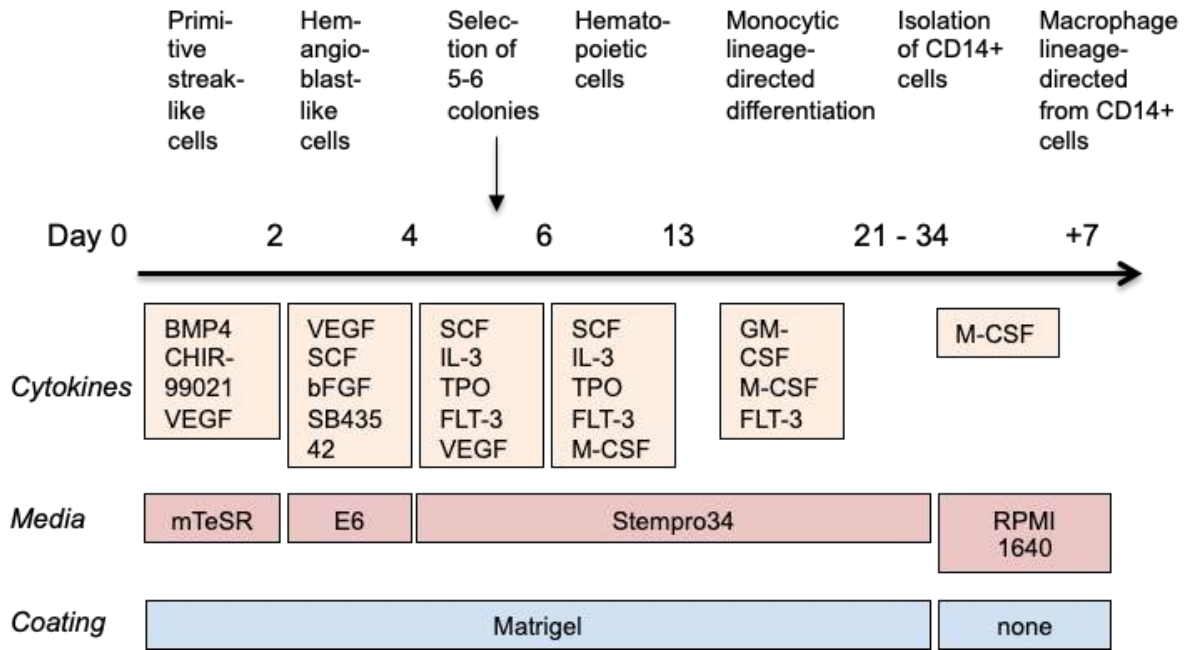 Primi-
tive
streak-
like
cells
Hem-
angio-
blast-
like
cells
Selec-
tion of
5-6
colonies
Hemato-
poietic
cells
Monocytic
lineage-
directed
differentiation
Isolation
of CD14+
cells
Macrophage
lineage-
directed
from CD14+
cells
Day 0 2 4 6 13 21 - 34 +7
Cytokines
BMP4
CHIR-
99021
VEGF
VEGF
SCF
bFGF
SB435
42
SCF
IL-3
TPO
FLT-3
VEGF
SCF
IL-3
TPO
FLT-3
M-CSF
GM-
CSF
M-CSF
FLT-3
M-CSF
Media
mTeSR
E6
Stempro34
RPMI
1640
Coating
Matrigel
none